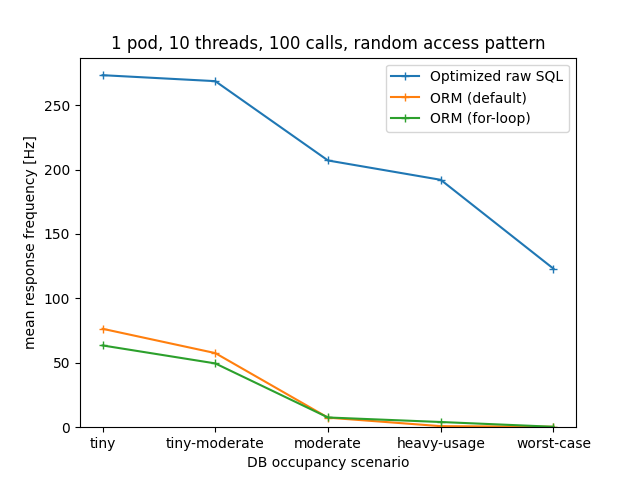 1 pod, 10 threads, 100 calls, random access pattern
Optimized raw SQL
ORM (default)
ORM (for-loop)
mean response frequency [Hz]
250
200
150
100
50
0
tiny tiny-moderate moderate heavy-usage worst-case
DB occupancy scenario